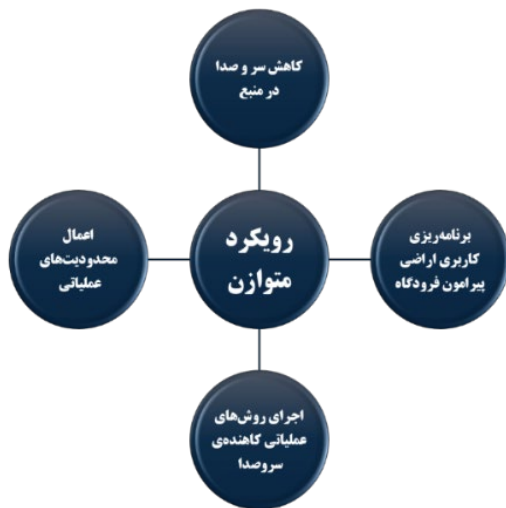 کاهش سر و صدا
در منبع
برنامه‌ریزی
کاربری اراضی
پیرامون فرودگاه
رویکرد
متوازن
اعمال
محدودیت‌های
عملیاتی
اجرای روش‌های
عملیاتی کاهنده‌ی
سروصدا